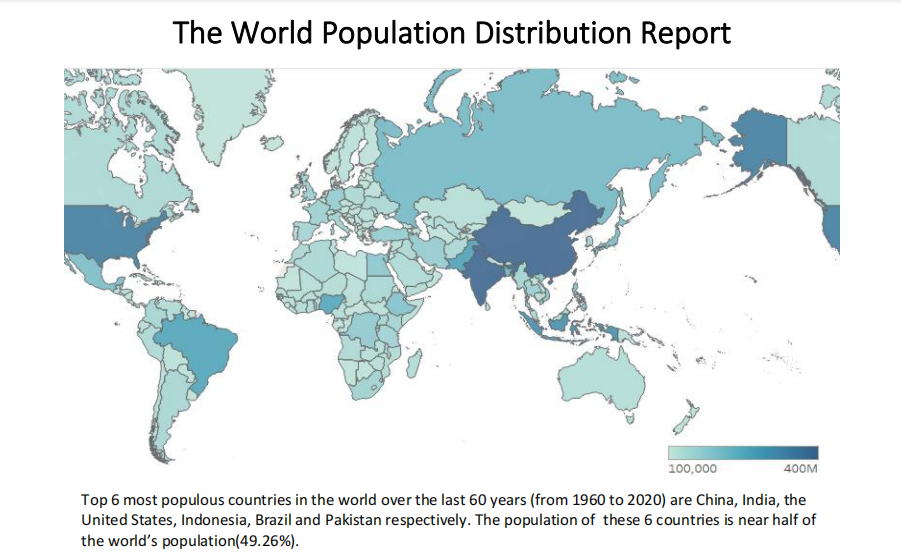 The World Population Distribution Report
100,000 400M
Top 6 most populous countries in the world over the last 60 years (from 1960 to 2020) are China, India, the
United States, Indonesia, Brazil and Pakistan respectively. The population of  these 6 countries is near half of
the world’s population(49.26%).